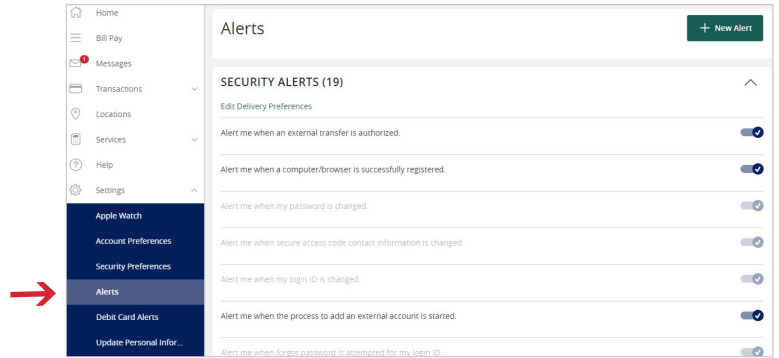 Home
Bill Pay
1
Messages
Transactions
Locations
Services
Help
Settings
Apple Watch
Account Preferences
Security Preferences
Alerts
Debit Card Alerts
Update Personal Infor...
Alerts
+ New Alert
SECURITY ALERTS (19)
Edit Delivery Preferences
Alert me when an external transfer is authorized.
Alert me when a computer/browser is successfully registered.
Alert me when my password is changed.
Alert me when secure access code contact information is changed.
Alert me when my login ID is changed.
Alert me when the process to add an external account is started.
Alert me when forgot password is attempted for my login ID.